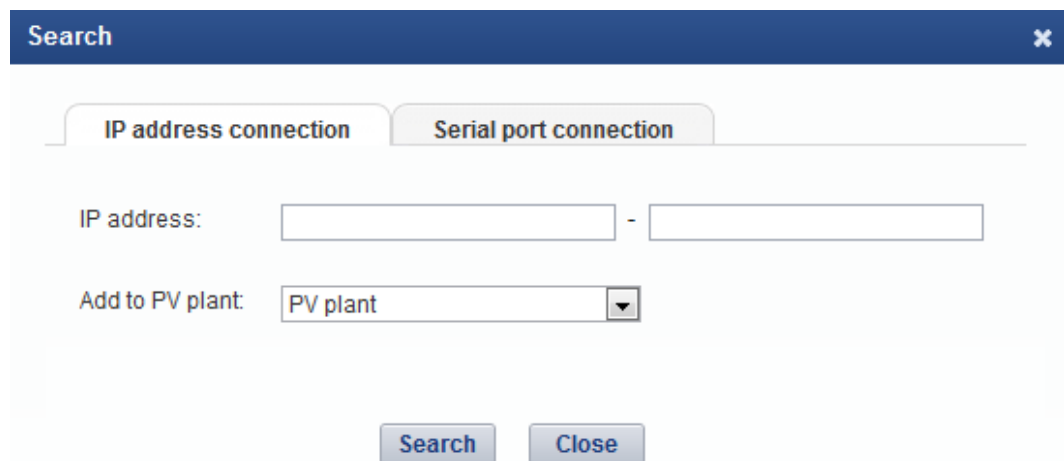 Search
IP address connection Serial port connection
IP address: -
Add to PV plant: PV plant
Search Close